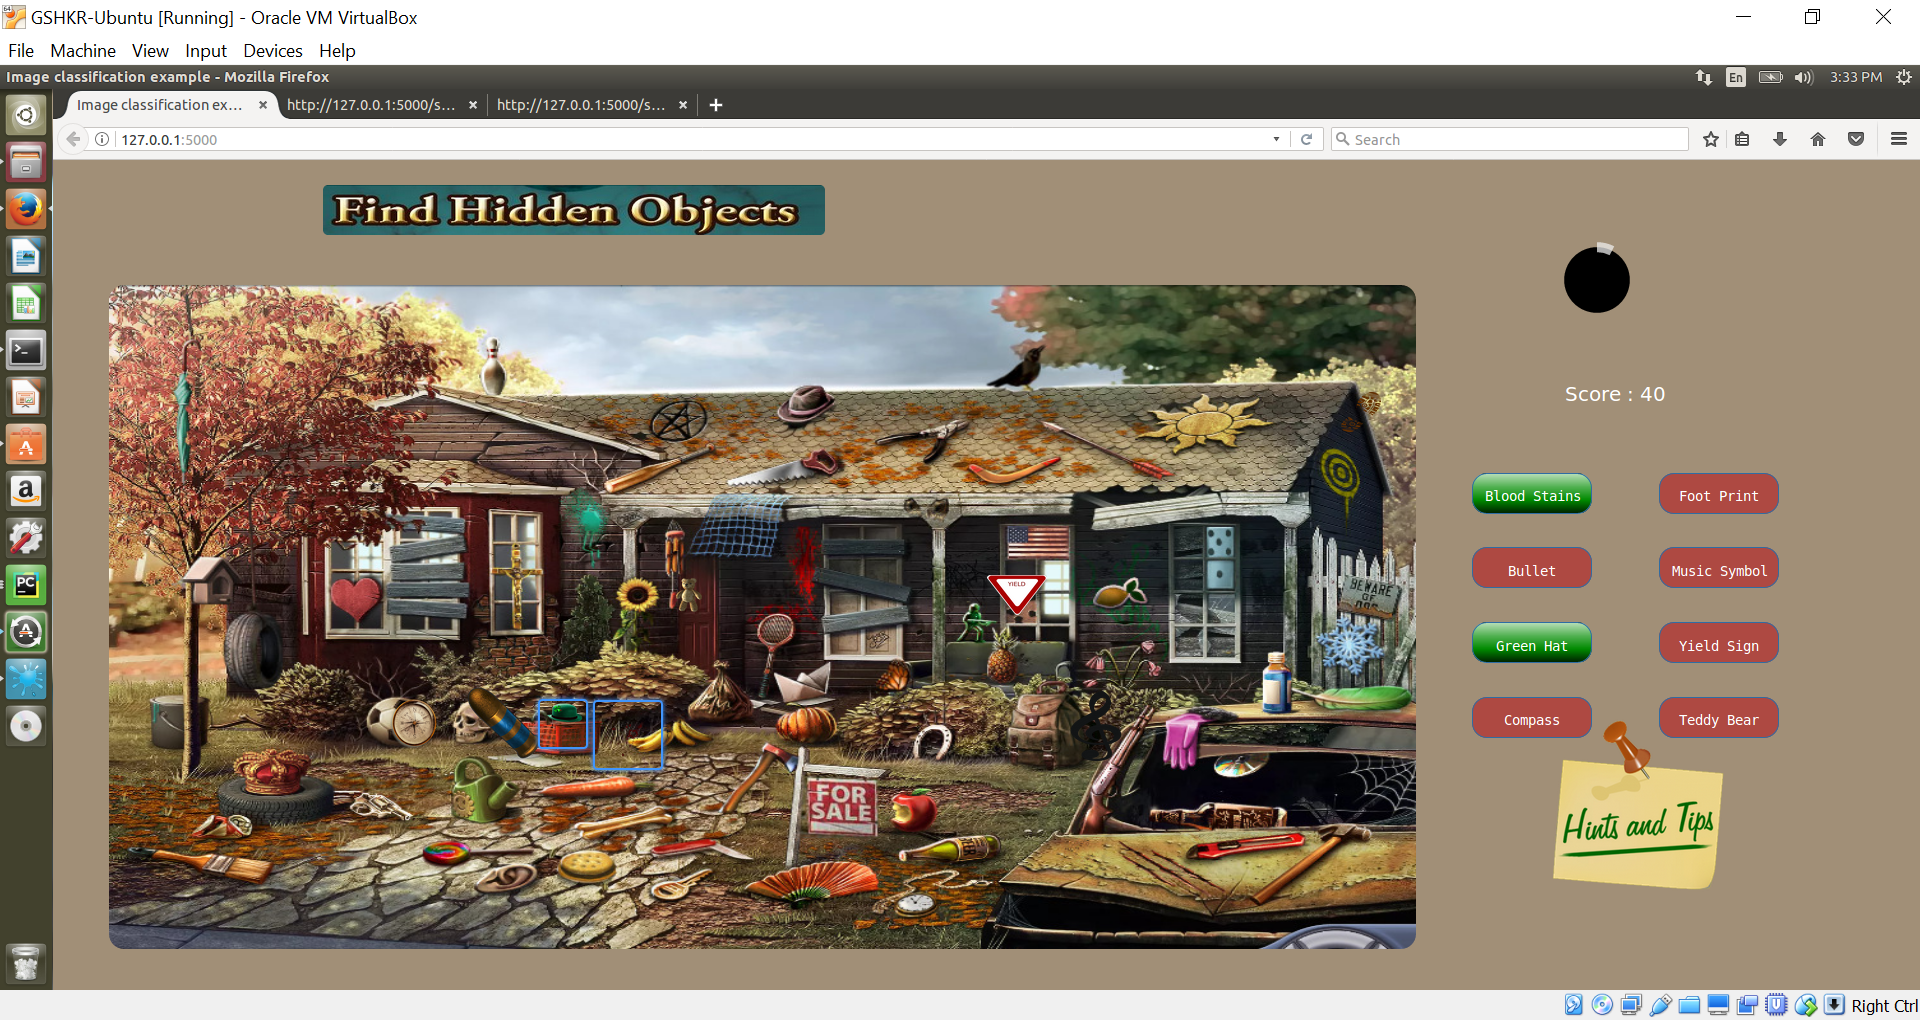 GSHKR-Ubuntu [Running] - Oracle VM VirtualBox
File Machine View Input Devices Help
Image classification example - Mozilla Firefox
En
3:33 PM
Image classification ex...
http://127.0.0.1:5000/s...
http://127.0.0.1:5000/s...
127.0.0.1:5000
Search
Find Hidden Objects
Score : 40
Blood Stains
Foot Print
Bullet
Music Symbol
Green Hat
Yield Sign
Compass
Teddy Bear
YIELD
BEWARE
OF
DOG
FOR
SALE
Hints and Tips
PC
Right Ctrl